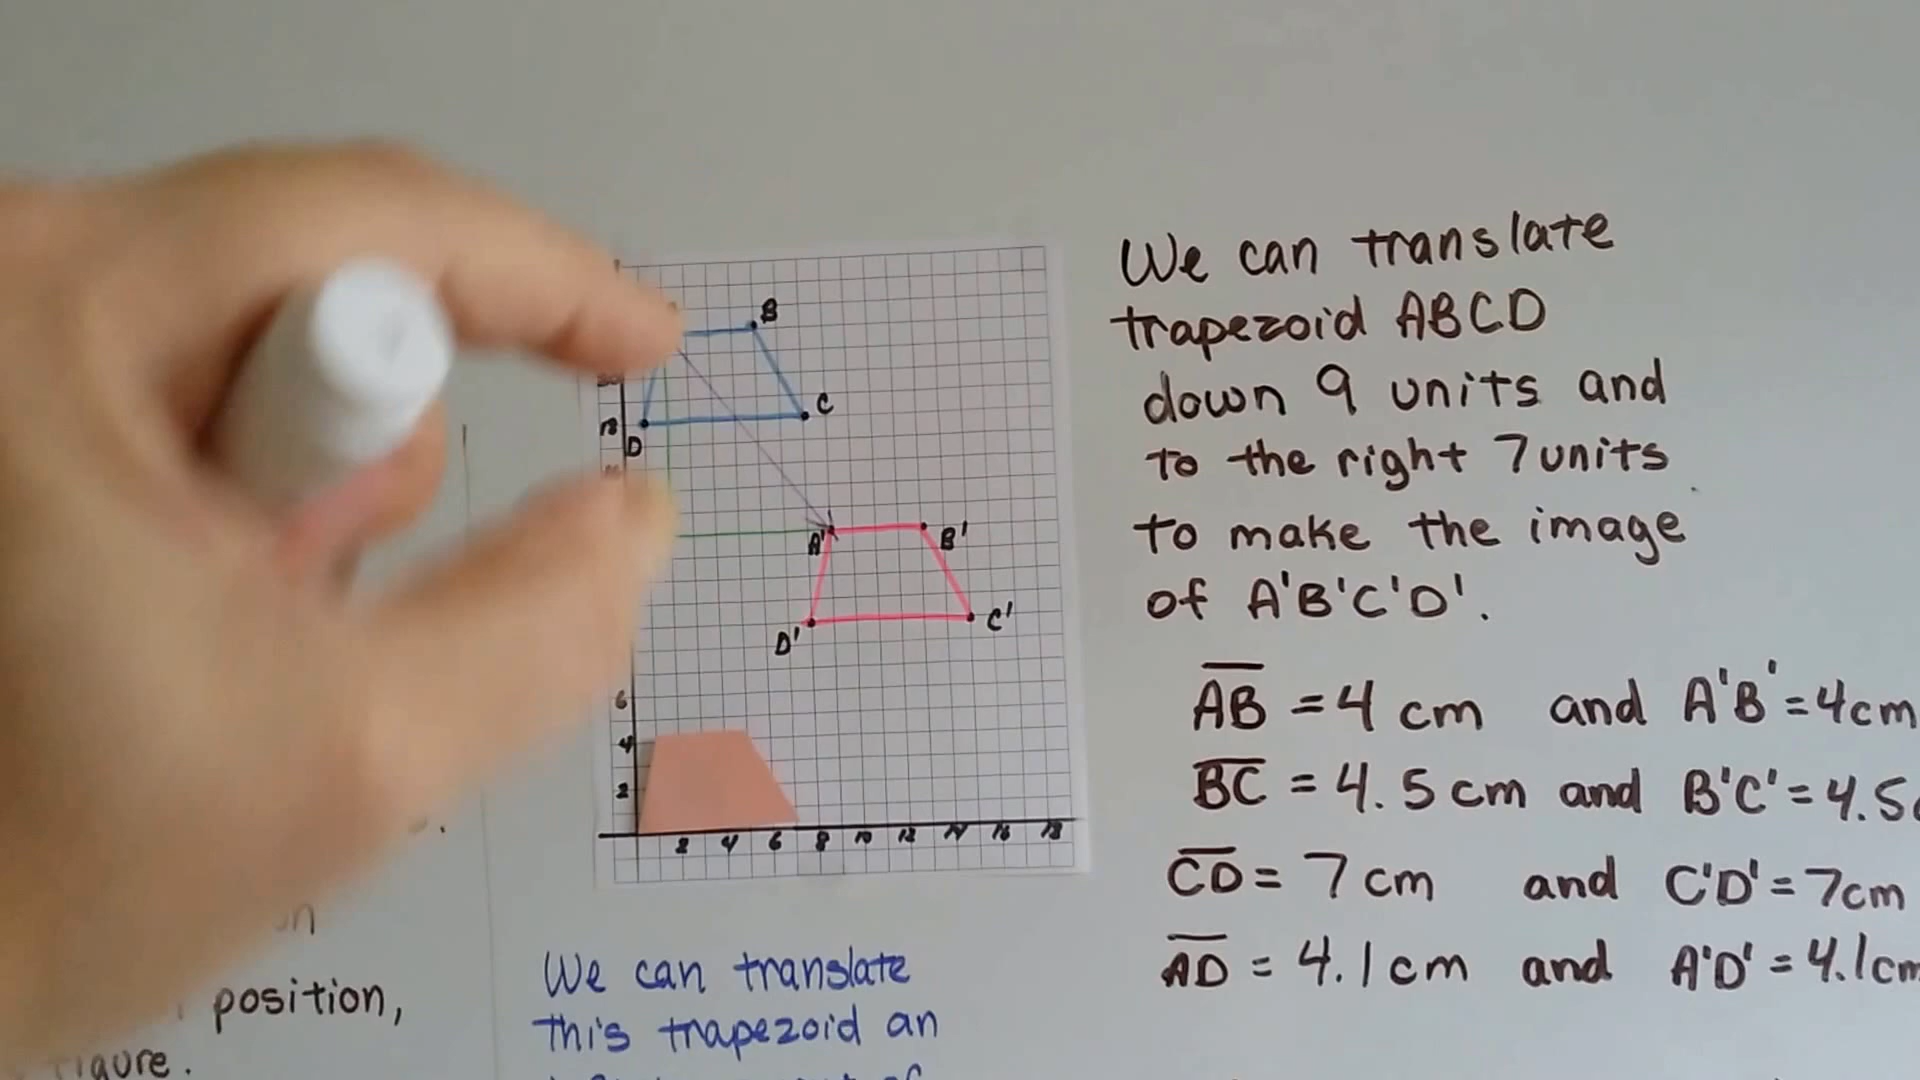 B
C
18
D
A'
B'
D'
C'
6
4
2
2 4 6 8 10 12 14 16 18
We can translate
trapezoid ABCD
down 9 units and
to the right 7 units
to make the image
of A'B'C'D'.
AB = 4 cm and A'B' = 4cm
BC = 4.5 cm and B'C' = 4.5
CD = 7 cm and C'D' = 7cm
AD = 4.1 cm and A'D' = 4.1cm
position,
figure.
We can translate
this trapezoid an